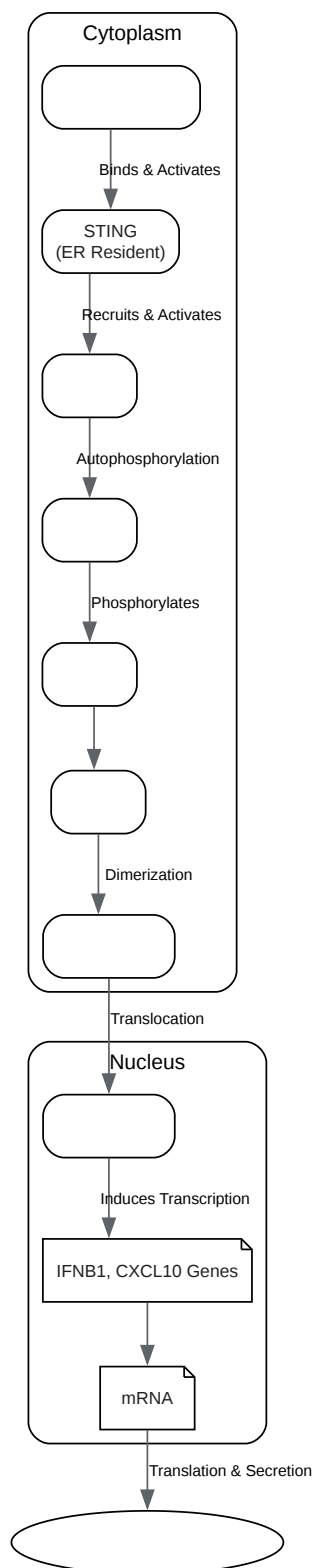 Cytoplasm
Binds & Activates
STING
(ER Resident)
Recruits & Activates
Autophosphorylation
Phosphorylates
Dimerization
Translocation
Nucleus
Induces Transcription
IFNB1, CXCL10 Genes
mRNA
Translation & Secretion